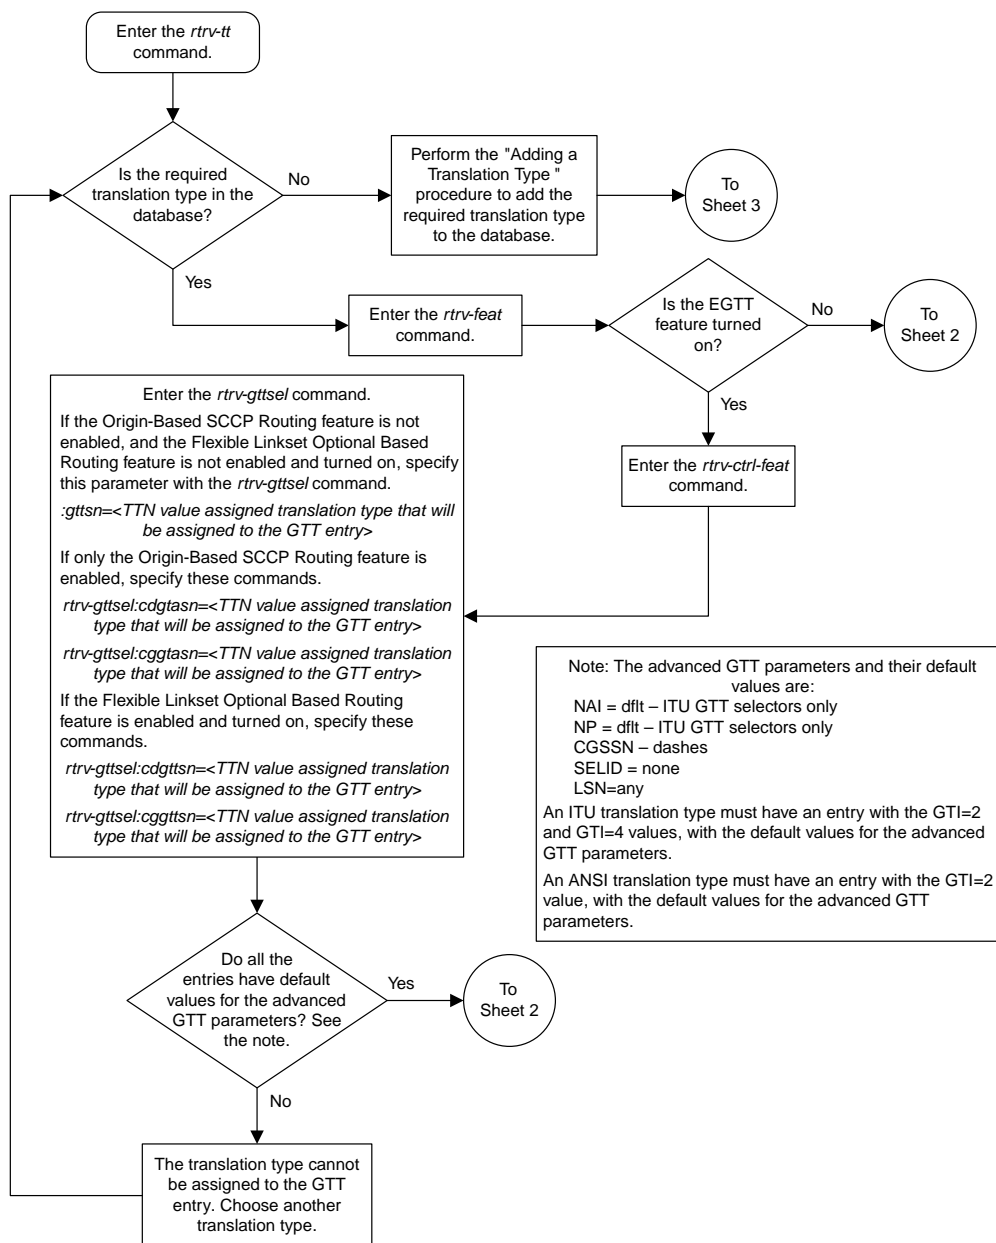 Enter the rtrv-tt
command.
Is the required
translation type in the
database?
No
Perform the "Adding a
Translation Type "
procedure to add the
required translation type
to the database.
To
Sheet 3
Yes
Enter the rtrv-feat
command.
Is the EGTT
feature turned
on?
No
To
Sheet 2
Yes
Enter the rtrv-ctrl-feat
command.
Enter the rtrv-gttsel command.
If the Origin-Based SCCP Routing feature is not
enabled, and the Flexible Linkset Optional Based
Routing feature is not enabled and turned on, specify
this parameter with the rtrv-gttsel command.
:gttsn=<TTN value assigned translation type that will
be assigned to the GTT entry>
If only the Origin-Based SCCP Routing feature is
enabled, specify these commands.
rtrv-gttsel:cdgtasn=<TTN value assigned translation
type that will be assigned to the GTT entry>
rtrv-gttsel:cggtasn=<TTN value assigned translation
type that will be assigned to the GTT entry>
If the Flexible Linkset Optional Based Routing
feature is enabled and turned on, specify these
commands.
rtrv-gttsel:cdgttsn=<TTN value assigned translation
type that will be assigned to the GTT entry>
rtrv-gttsel:cggttsn=<TTN value assigned translation
type that will be assigned to the GTT entry>
Note: The advanced GTT parameters and their default
values are:
NAI = dflt – ITU GTT selectors only
NP = dflt – ITU GTT selectors only
CGSSN – dashes
SELID = none
LSN=any
An ITU translation type must have an entry with the GTI=2
and GTI=4 values, with the default values for the advanced
GTT parameters.
An ANSI translation type must have an entry with the GTI=2
value, with the default values for the advanced GTT
parameters.
Do all the
entries have default
values for the advanced
GTT parameters? See
the note.
Yes
To
Sheet 2
No
The translation type cannot
be assigned to the GTT
entry. Choose another
translation type.